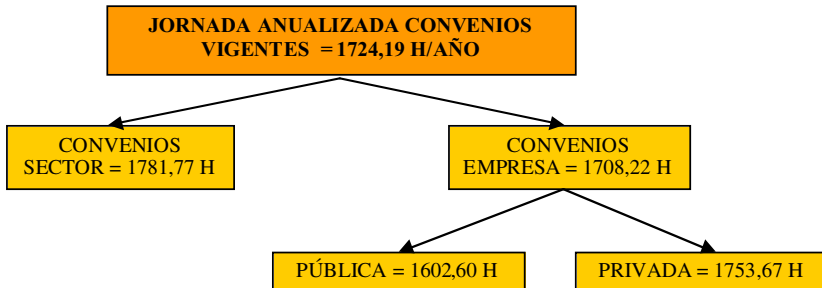 JORNADA ANUALIZADA CONVENIOS
VIGENTES = 1724,19 H/AÑO
CONVENIOS
SECTOR = 1781,77 H
CONVENIOS
EMPRESA = 1708,22 H
PÚBLICA = 1602,60 H
PRIVADA = 1753,67 H